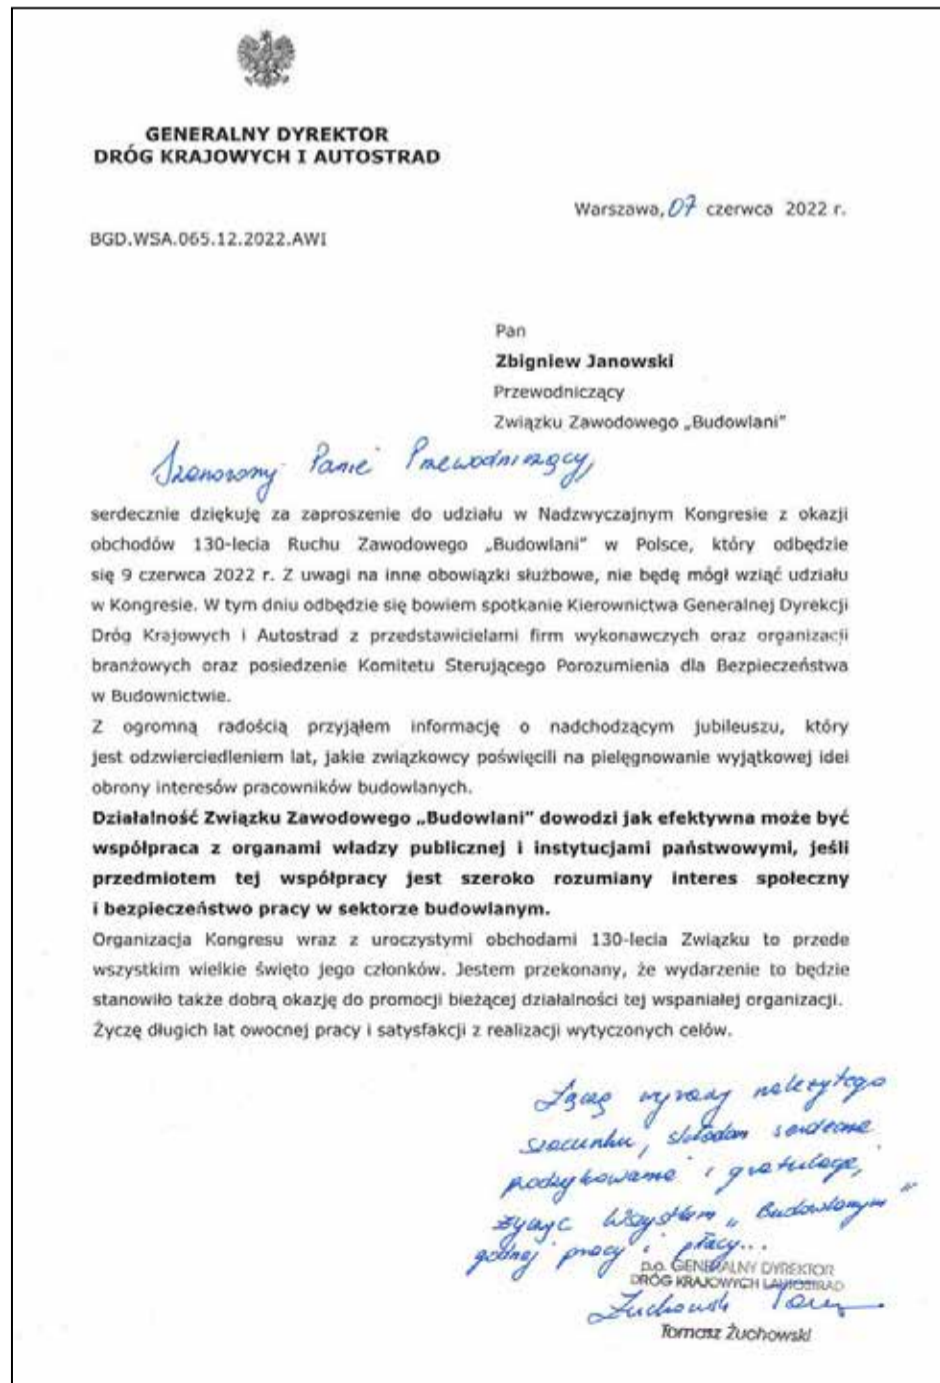 GENERALNY DYREKTOR
DRÓG KRAJOWYCH I AUTOSTRAD
Warszawa, 07 czerwca 2022 r.
BGD.WSA.065.12.2022.AWI
Pan
Zbigniew Janowski
Przewodniczący
Związku Zawodowego „Budowlani”
Szanowny Panie Przewodniczący,
serdecznie dziękuję za zaproszenie do udziału w Nadzwyczajnym Kongresie z okazji
obchodów 130-lecia Ruchu Zawodowego „Budowlani” w Polsce, który odbędzie
się 9 czerwca 2022 r. Z uwagi na inne obowiązki służbowe, nie będę mógł wziąć udziału
w Kongresie. W tym dniu odbędzie się bowiem spotkanie Kierownictwa Generalnej Dyrekcji
Dróg Krajowych i Autostrad z przedstawicielami firm wykonawczych oraz organizacji
branżowych oraz posiedzenie Komitetu Sterującego Porozumienia dla Bezpieczeństwa
w Budownictwie.
Z ogromną radością przyjąłem informację o nadchodzącym jubileuszu, który
jest odzwierciedleniem lat, jakie związkowcy poświęcili na pielęgnowanie wyjątkowej idei
obrony interesów pracowników budowlanych.
Działalność Związku Zawodowego „Budowlani” dowodzi jak efektywna może być
współpraca z organami władzy publicznej i instytucjami państwowymi, jeśli
przedmiotem tej współpracy jest szeroko rozumiany interes społeczny
i bezpieczeństwo pracy w sektorze budowlanym.
Organizacja Kongresu wraz z uroczystymi obchodami 130-lecia Związku to przede
wszystkim wielkie święto jego członków. Jestem przekonany, że wydarzenie to będzie
stanowiło także dobrą okazję do promocji bieżącej działalności tej wspaniałej organizacji.
Życzę długich lat owocnej pracy i satysfakcji z realizacji wytyczonych celów.
Łączę wyrazy należytego
szacunku, składam serdeczne
podziękowania i gratulacje,
życząc Wszystkim „Budowlanym”
godnej pracy i płacy...
p.o. GENERALNY DYREKTOR
DRÓG KRAJOWYCH I AUTOSTRAD
Żuchowski Tomasz
Tomasz Żuchowski